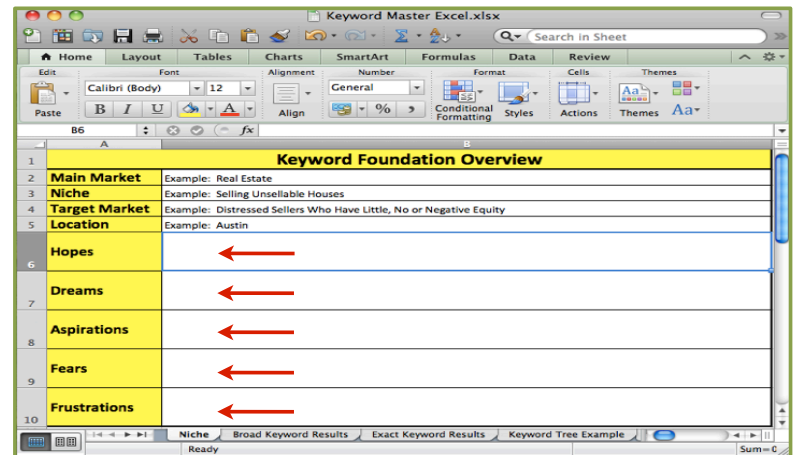 Keyword Master Excel.xlsx
Search in Sheet
Home Layout Tables Charts SmartArt Formulas Data Review
Edit Font Alignment Number Format Cells Themes
Calibri (Body) 12 General
Paste B I U A Align % Conditional Formatting Styles Actions Themes Aa
B6 fx
A B
1 Keyword Foundation Overview
2 Main Market Example: Real Estate
3 Niche Example: Selling Unsellable Houses
4 Target Market Example: Distressed Sellers Who Have Little, No or Negative Equity
5 Location Example: Austin
6 Hopes
7 Dreams
8 Aspirations
9 Fears
10 Frustrations
Niche Broad Keyword Results Exact Keyword Results Keyword Tree Example
Ready Sum=